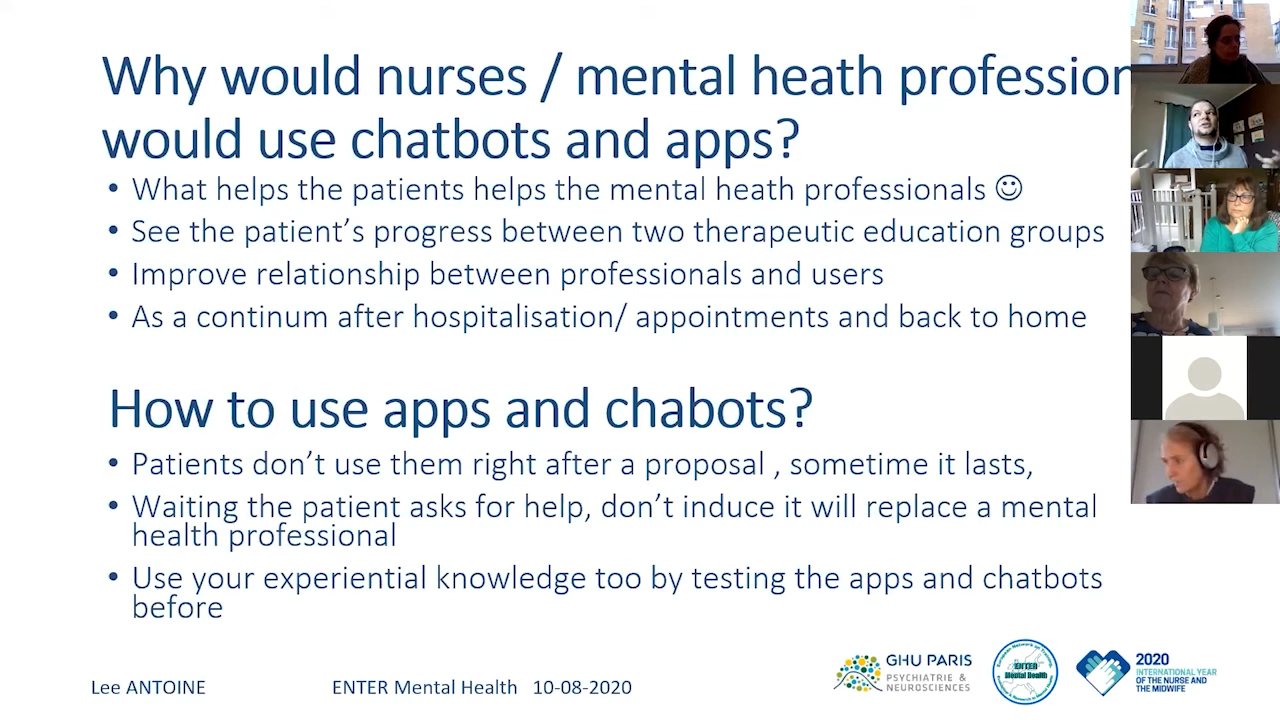 Why would nurses / mental heath profession
would use chatbots and apps?
• What helps the patients helps the mental heath professionals ☺
• See the patient’s progress between two therapeutic education groups
• Improve relationship between professionals and users
• As a continum after hospitalisation/ appointments and back to home
How to use apps and chabots?
• Patients don’t use them right after a proposal , sometime it lasts,
• Waiting the patient asks for help, don’t induce it will replace a mental
health professional
• Use your experiential knowledge too by testing the apps and chatbots
before
Lee ANTOINE
ENTER Mental Health 10-08-2020
GHU PARIS
PSYCHIATRIE &
NEUROSCIENCES
ENTER
Mental Health
2020
INTERNATIONAL YEAR
OF THE NURSE AND
THE MIDWIFE